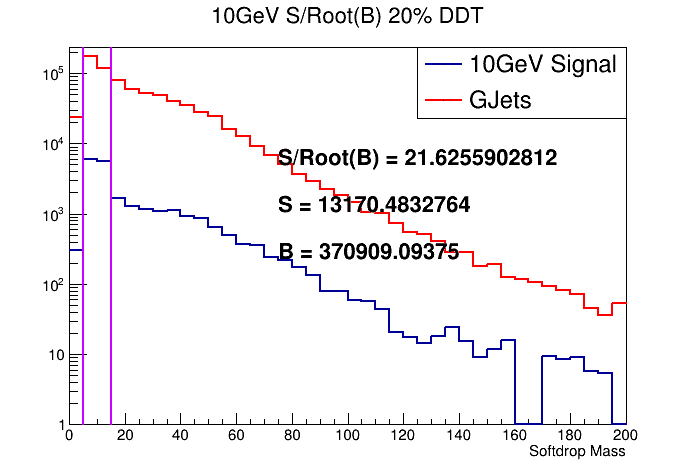 10GeV S/Root(B) 20% DDT
10GeV Signal
GJets
S/Root(B) = 21.6255902812
S = 13170.4832764
B = 370909.09375
10⁵
10⁴
10³
10²
10
1
0 20 40 60 80 100 120 140 160 180 200
Softdrop Mass